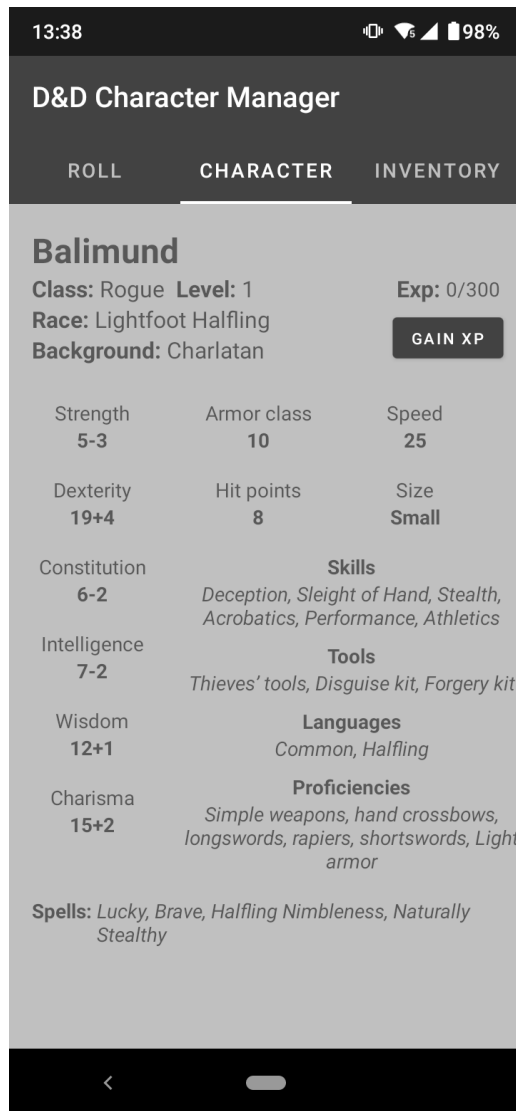 13:38 98%
D&D Character Manager
ROLL CHARACTER INVENTORY
Balimund
Class: Rogue Level: 1 Exp: 0/300
Race: Lightfoot Halfling
GAIN XP
Background: Charlatan
Strength Armor class Speed
5-3 10 25
Dexterity Hit points Size
19+4 8 Small
Constitution
6-2
Intelligence
7-2
Wisdom
12+1
Charisma
15+2
Skills
Deception, Sleight of Hand, Stealth,
Acrobatics, Performance, Athletics
Tools
Thieves’ tools, Disguise kit, Forgery kit
Languages
Common, Halfling
Proficiencies
Simple weapons, hand crossbows,
longswords, rapiers, shortswords, Light
armor
Spells: Lucky, Brave, Halfling Nimbleness, Naturally
Stealthy